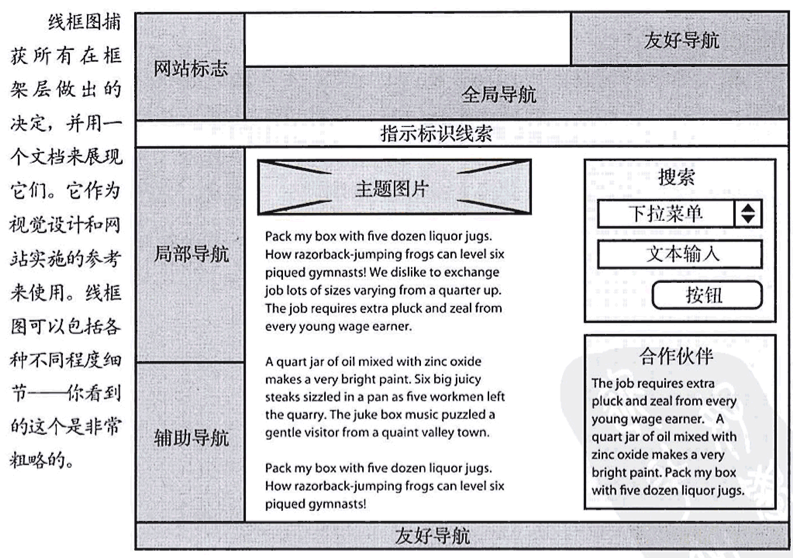 线框图捕
获所有在框
架层做出的
决定，并用一
个文档来展现
它们。它作为
视觉设计和网
站实施的参考
来使用。线框
图可以包括各
种不同程度细
节——你看到
的这个是非常
粗略的。
网站标志
友好导航
全局导航
指示标识线索
局部导航
辅助导航
主题图片
Pack my box with five dozen liquor jugs.
How razorback-jumping frogs can level six
piqued gymnasts! We dislike to exchange
job lots of sizes varying from a quarter up.
The job requires extra pluck and zeal from
every young wage earner.
A quart jar of oil mixed with zinc oxide
makes a very bright paint. Six big juicy
steaks sizzled in a pan as five workmen left
the quarry. The juke box music puzzled a
gentle visitor from a quaint valley town.
Pack my box with five dozen liquor jugs.
How razorback-jumping frogs can level six
piqued gymnasts!
搜索
下拉菜单
文本输入
按钮
合作伙伴
The job requires extra
pluck and zeal from every
young wage earner. A
quart jar of oil mixed with
zinc oxide makes a very
bright paint. Pack my box
with five dozen liquor jugs.
友好导航